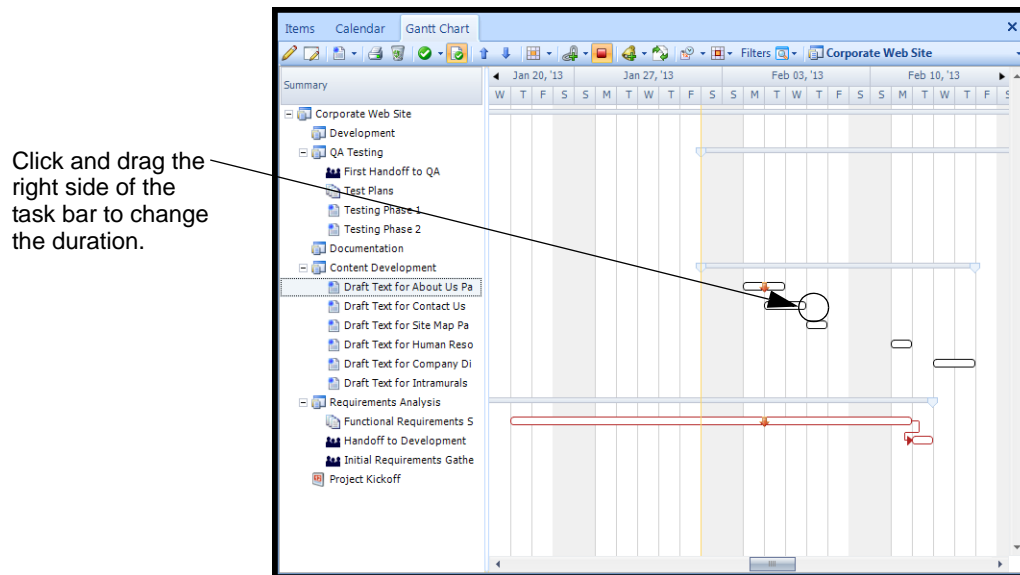 Items Calendar Gantt Chart
Filters Corporate Web Site
Summary
Jan 20, '13 Jan 27, '13 Feb 03, '13 Feb 10, '13
W T F S S M T W T F S S M T W T F S S M T W T F S
Corporate Web Site
Development
QA Testing
First Handoff to QA
Test Plans
Testing Phase 1
Testing Phase 2
Documentation
Content Development
Draft Text for About Us Pa
Draft Text for Contact Us
Draft Text for Site Map Pa
Draft Text for Human Reso
Draft Text for Company Di
Draft Text for Intramurals
Requirements Analysis
Functional Requirements S
Handoff to Development
Initial Requirements Gathe
Project Kickoff
Click and drag the
right side of the
task bar to change
the duration.